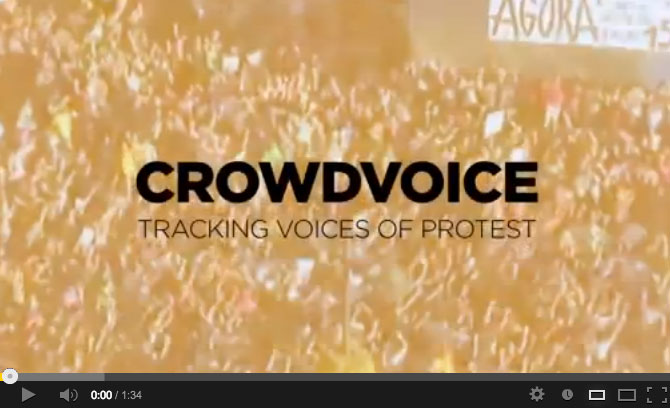 AGORA
CROWDVOICE
TRACKING VOICES OF PROTEST
0:00 / 1:34